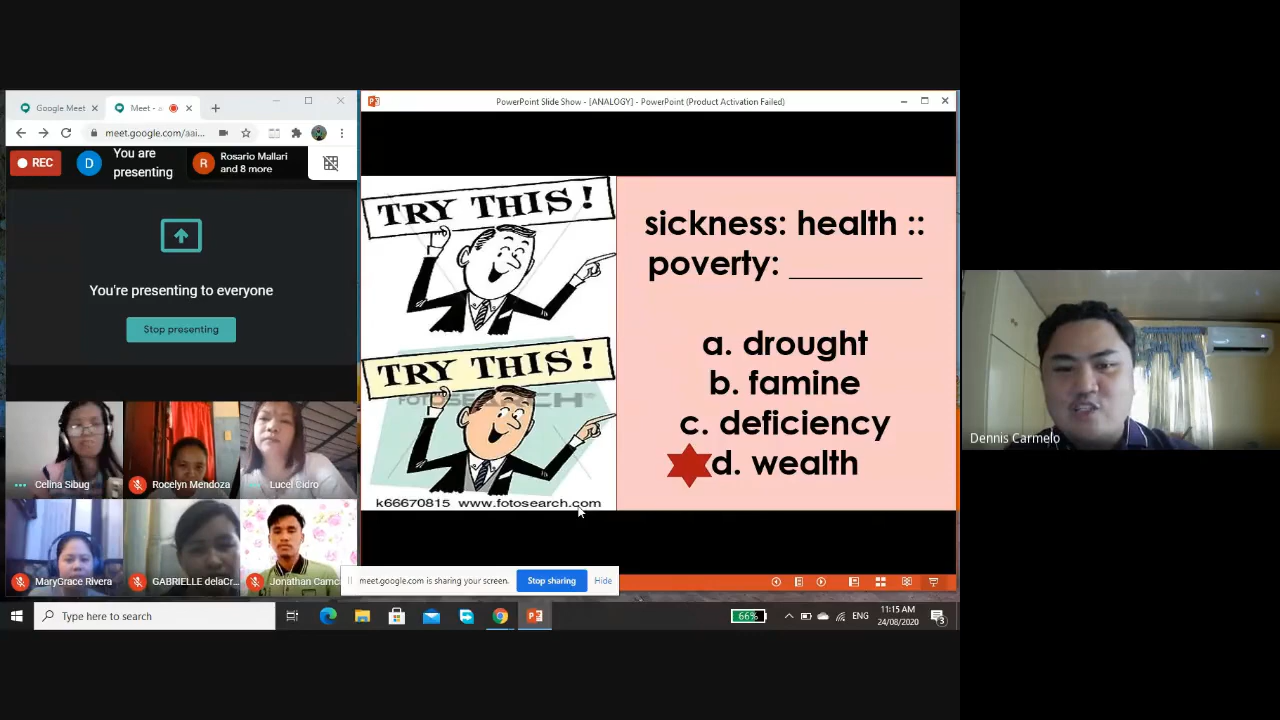 Google Meet
Meet - a
meet.google.com/aai...
REC
D
You are
presenting
R
Rosario Mallari
and 8 more
You're presenting to everyone
Stop presenting
Celina Sibug
Rocelyn Mendoza
Lucel Cidro
MaryGrace Rivera
GABRIELLE delaCr...
Jonathan Camc
PowerPoint Slide Show - [ANALOGY] - PowerPoint (Product Activation Failed)
TRY THIS!
TRY THIS!
FOTOSEARCH
k66670815 www.fotosearch.com
sickness: health ::
poverty: ________
a. drought
b. famine
c. deficiency
d. wealth
Dennis Carmelo
meet.google.com is sharing your screen.
Stop sharing
Hide
Type here to search
66%
ENG
11:15 AM
24/08/2020
3